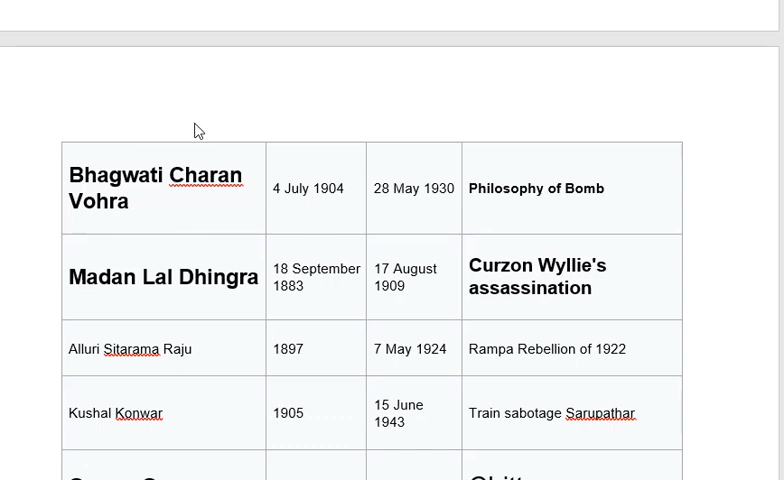 Bhagwati Charan
Vohra
4 July 1904
28 May 1930
Philosophy of Bomb
Madan Lal Dhingra
18 September
1883
17 August
1909
Curzon Wyllie's
assassination
Alluri Sitarama Raju
1897
7 May 1924
Rampa Rebellion of 1922
Kushal Konwar
1905
15 June
1943
Train sabotage Sarupathar